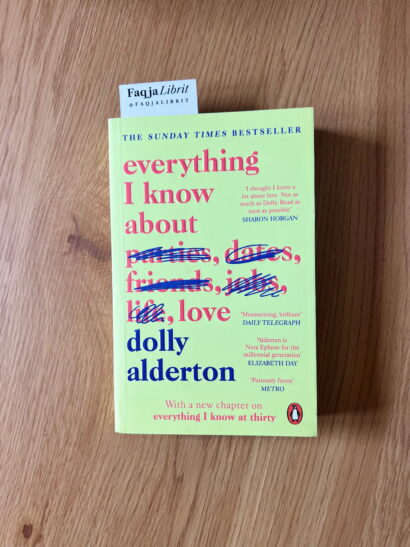 Faqja Librit
@FAQJALIBRIT
THE SUNDAY TIMES BESTSELLER
everything
I know
about
parties, dates,
friends, jobs,
life, love
dolly
alderton
'I thought I knew a
lot about love. Not as
much as Dolly. Read as
soon as possible'
SHARON HORGAN
'Mesmerizing, brilliant'
DAILY TELEGRAPH
'Alderton is
Nora Ephron for the
millennial generation'
ELIZABETH DAY
'Furiously funny'
METRO
With a new chapter on
everything I know at thirty